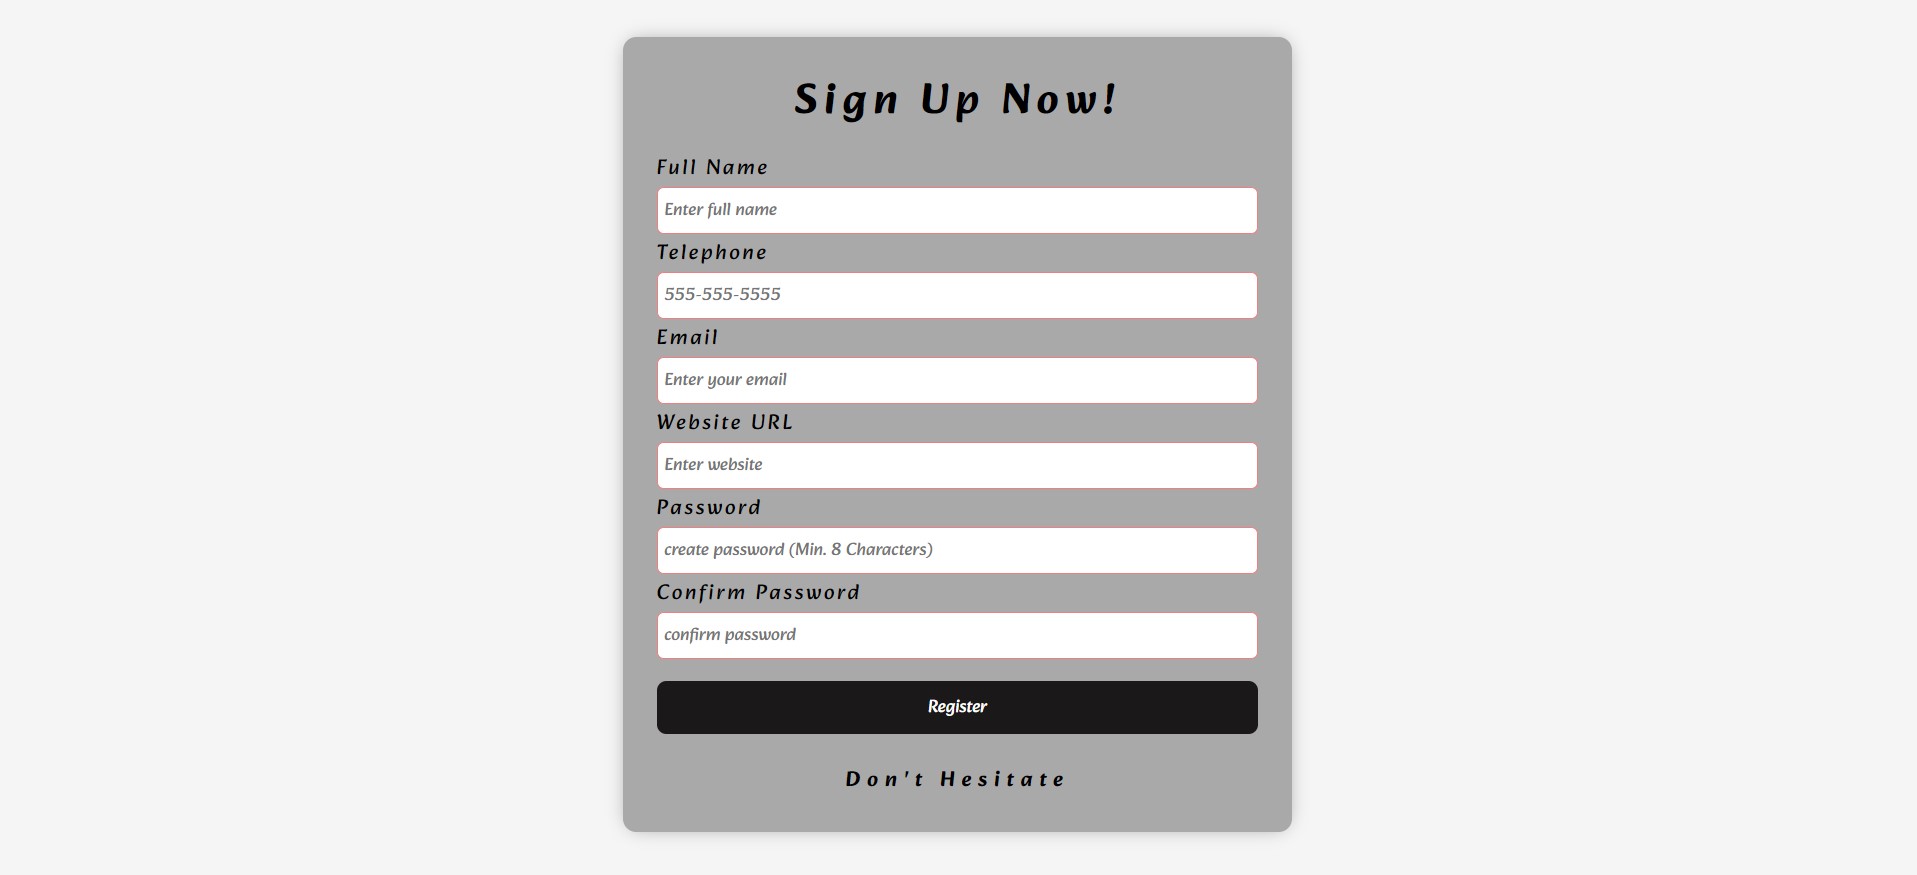 Sign Up Now!
Full Name
Enter full name
Telephone
555-555-5555
Email
Enter your email
Website URL
Enter website
Password
create password (Min. 8 Characters)
Confirm Password
confirm password
Register
Don't Hesitate